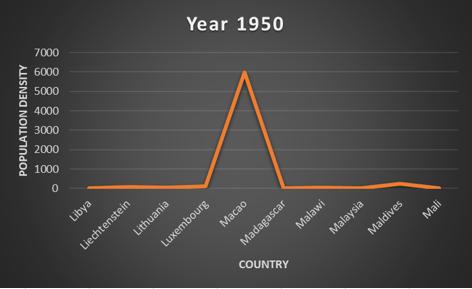 Year 1950
POPULATION DENSITY
7000
6000
5000
4000
3000
2000
1000
0
Libya
Liechtenstein
Lithuania
Luxembourg
Macao
Madagascar
Malawi
Malaysia
Maldives
Mali
COUNTRY